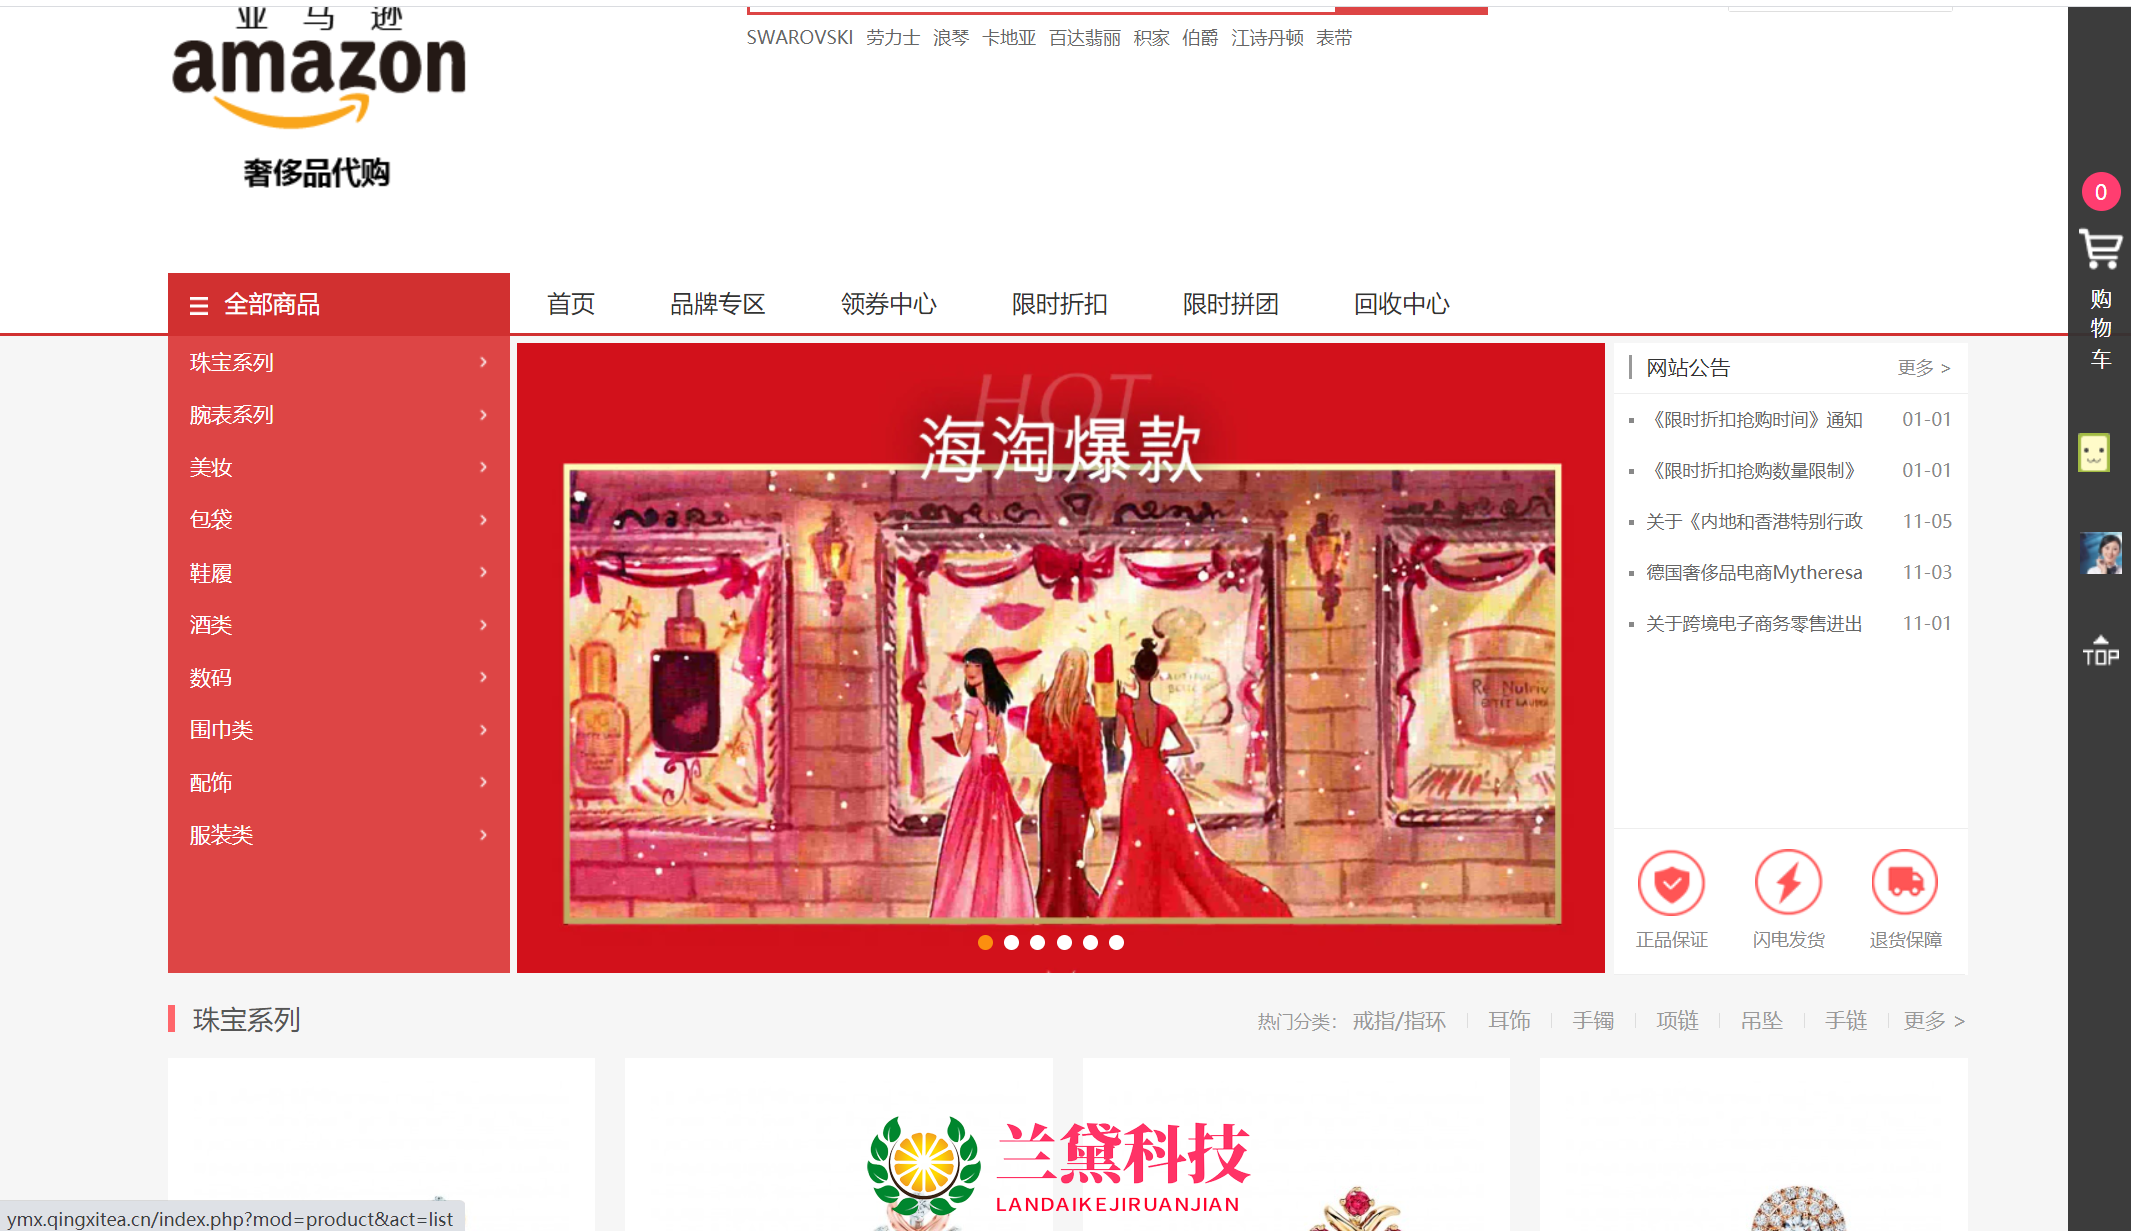 亚马逊
amazon
奢侈品代购
SWAROVSKI 劳力士 浪琴 卡地亚 百达翡丽 积家 伯爵 江诗丹顿 表带
全部商品
首页 品牌专区 领券中心 限时折扣 限时拼团 回收中心
珠宝系列
腕表系列
美妆
包袋
鞋履
酒类
数码
围巾类
配饰
服装类
HOT
海淘爆款
Re Nutriv
ESTEE LAUDER
网站公告 更多 >
《限时折扣抢购时间》通知 01-01
《限时折扣抢购数量限制》 01-01
关于《内地和香港特别行政 11-05
德国奢侈品电商Mytheresa 11-03
关于跨境电子商务零售进出 11-01
正品保证 闪电发货 退货保障
0
购
物
车
TOP
珠宝系列
热门分类： 戒指/指环 耳饰 手镯 项链 吊坠 手链 更多 >
兰黛科技
LANDAIKEJIRUANJIAN
ymx.qingxitea.cn/index.php?mod=product&act=list